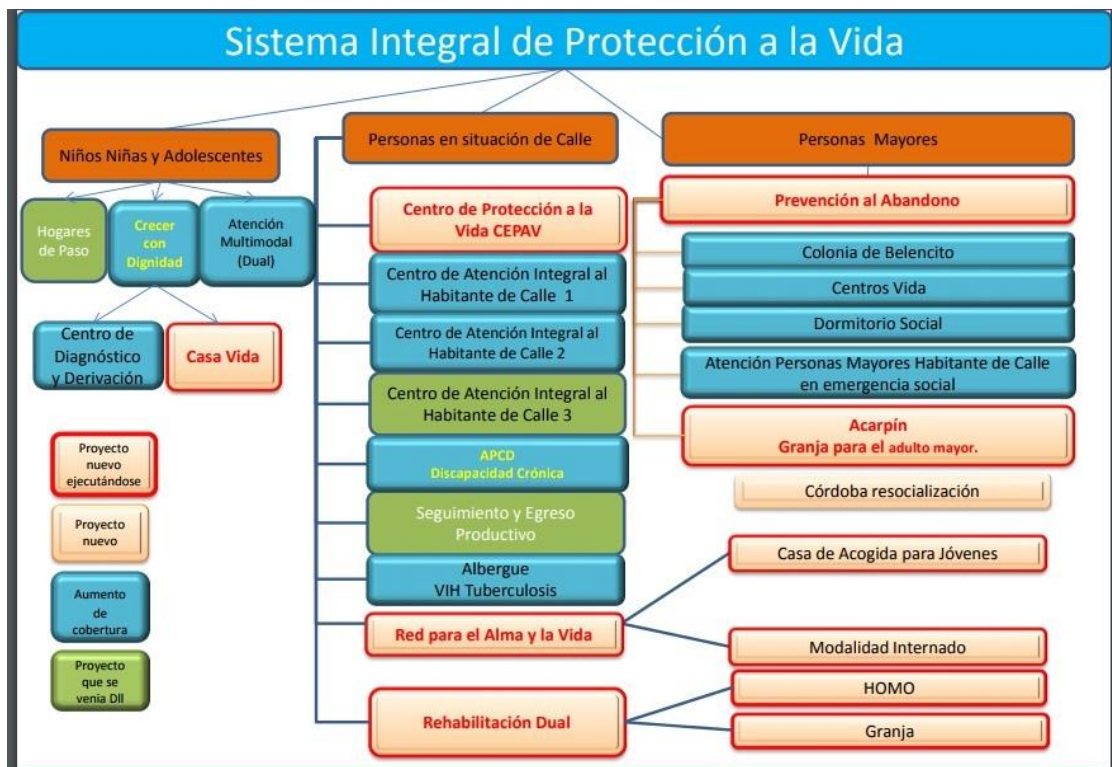 Sistema Integral de Protección a la Vida
Niños Niñas y Adolescentes
Personas en situación de Calle
Personas Mayores
Hogares
de Paso
Crecer
con
Dignidad
Atención
Multimodal
(Dual)
Centro de
Diagnóstico
y Derivación
Casa Vida
Proyecto
nuevo
ejecutándose
Proyecto
nuevo
Aumento
de
cobertura
Proyecto
que se
venia Dll
Centro de Protección a la
Vida CEPAV
Centro de Atención Integral al
Habitante de Calle 1
Centro de Atención Integral al
Habitante de Calle 2
Centro de Atención Integral al
Habitante de Calle 3
APCD
Discapacidad Crónica
Seguimiento y Egreso
Productivo
Albergue
VIH Tuberculosis
Red para el Alma y la Vida
Rehabilitación Dual
Prevención al Abandono
Colonia de Belencito
Centros Vida
Dormitorio Social
Atención Personas Mayores Habitante de Calle
en emergencia social
Acarpín
Granja para el adulto mayor.
Córdoba resocialización
Casa de Acogida para Jóvenes
Modalidad Internado
HOMO
Granja